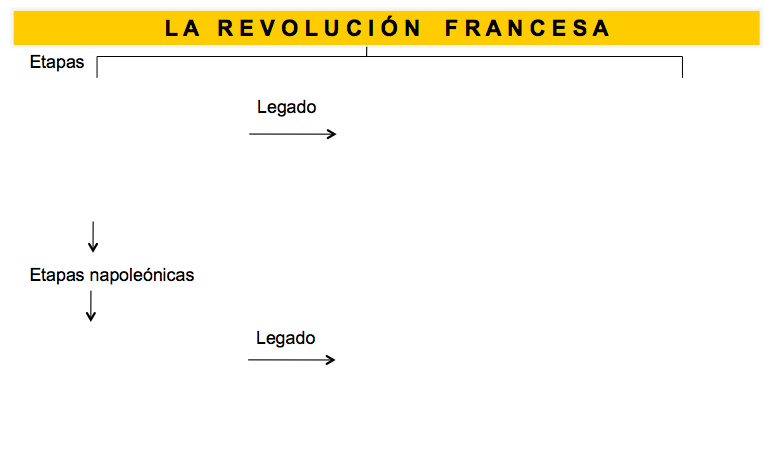 LA REVOLUCIÓN FRANCESA
Etapas
Legado
Etapas napoleónicas
Legado